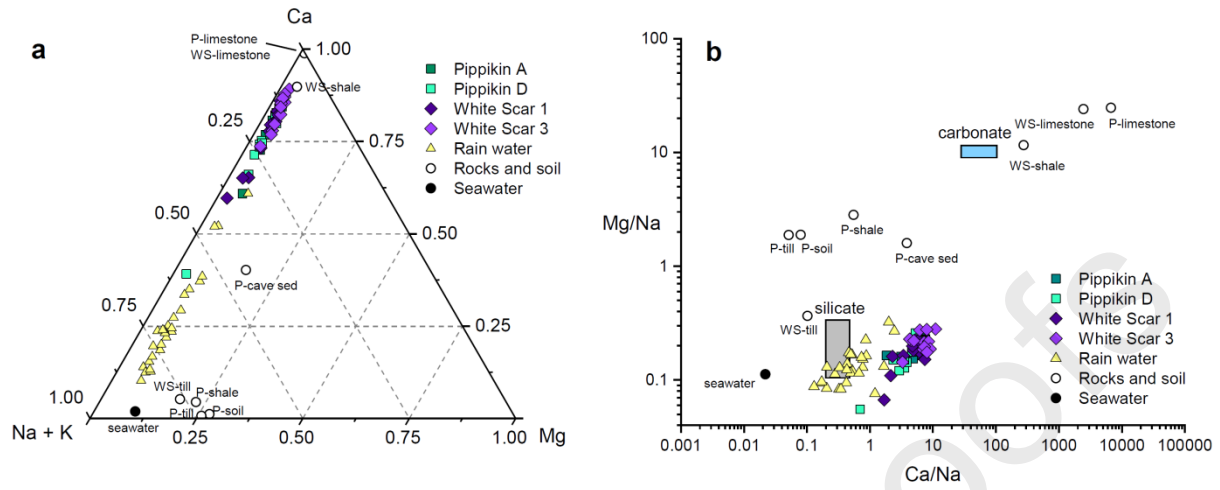 a
Ca
P-limestone
WS-limestone
1.00
WS-shale
Pippikin A
Pippikin D
White Scar 1
White Scar 3
Rain water
Rocks and soil
Seawater
0.25
0.75
0.50
0.50
P-cave sed
0.75
0.25
WS-till
P-shale
P-till
P-soil
1.00
seawater
Na + K
0.25
0.50
0.75
1.00
Mg
b
100
10
1
0.1
Mg/Na
WS-limestone
P-limestone
carbonate
WS-shale
P-shale
P-till
P-soil
P-cave sed
silicate
WS-till
seawater
Pippikin A
Pippikin D
White Scar 1
White Scar 3
Rain water
Rocks and soil
Seawater
0.001
0.01
0.1
1
10
100
1000
10000
100000
Ca/Na